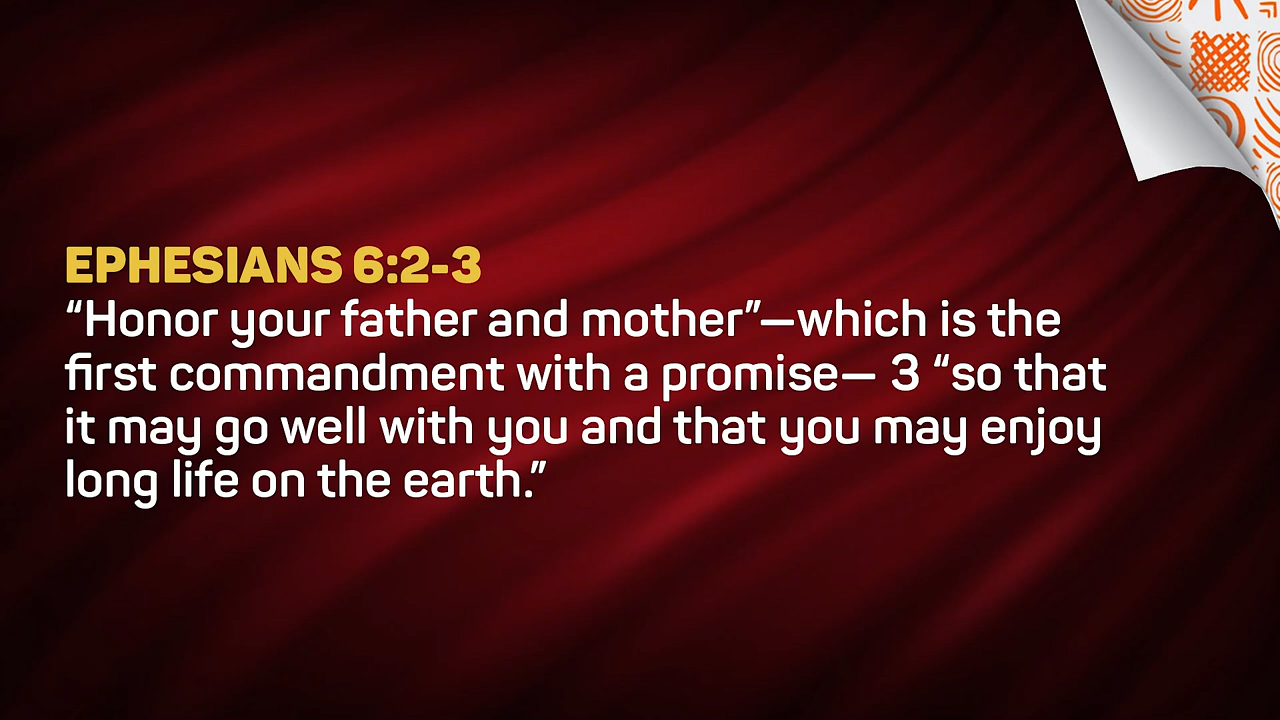 EPHESIANS 6:2-3
“Honor your father and mother”—which is the
first commandment with a promise— 3 “so that
it may go well with you and that you may enjoy
long life on the earth.”